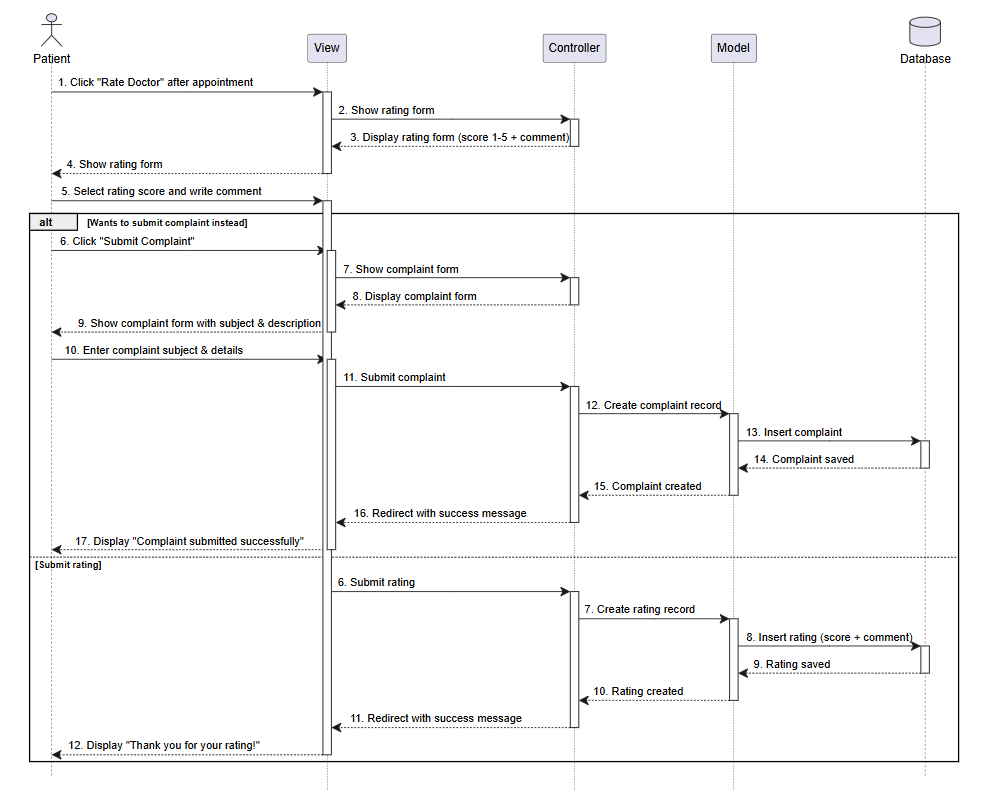 Patient
View
Controller
Model
Database
1. Click "Rate Doctor" after appointment
2. Show rating form
3. Display rating form (score 1-5 + comment)
4. Show rating form
5. Select rating score and write comment
alt [Wants to submit complaint instead]
6. Click "Submit Complaint"
7. Show complaint form
8. Display complaint form
9. Show complaint form with subject & description
10. Enter complaint subject & details
11. Submit complaint
12. Create complaint record
13. Insert complaint
14. Complaint saved
15. Complaint created
16. Redirect with success message
17. Display "Complaint submitted successfully"
[Submit rating]
6. Submit rating
7. Create rating record
8. Insert rating (score + comment)
9. Rating saved
10. Rating created
11. Redirect with success message
12. Display "Thank you for your rating!"